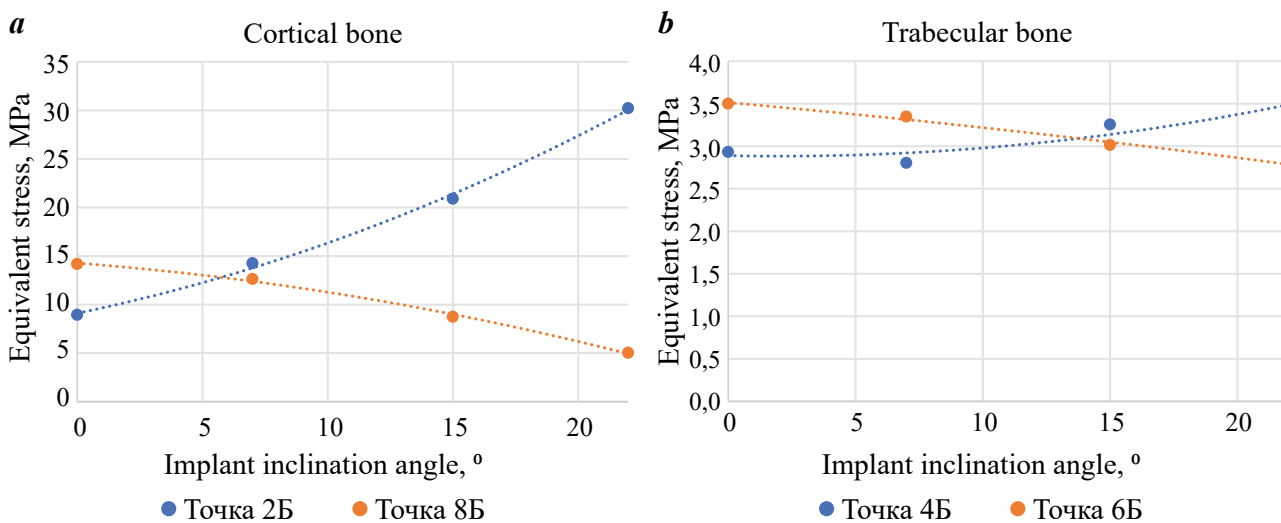 a
Cortical bone
Equivalent stress, MPa
35
30
25
20
15
10
5
0
0 5 10 15 20
Implant inclination angle, º
Точка 2Б Точка 8Б
b
Trabecular bone
Equivalent stress, MPa
4,0
3,5
3,0
2,5
2,0
1,5
1,0
0,5
0,0
0 5 10 15 20
Implant inclination angle, º
Точка 4Б Точка 6Б